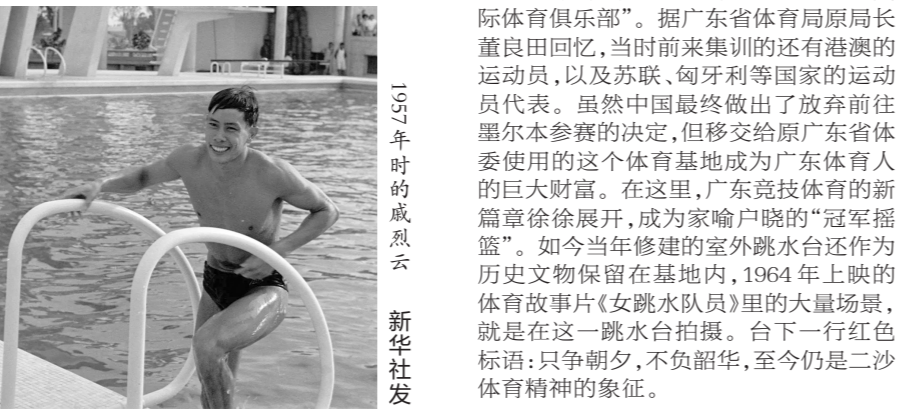 1957年时的戚烈云
新华社发
际体育俱乐部”。据广东省体育局原局长
董良田回忆,当时前来集训的还有港澳的
运动员,以及苏联、匈牙利等国家的运动
员代表。虽然中国最终做出了放弃前往
墨尔本参赛的决定,但移交给原广东省体
委使用的这个体育基地成为广东体育人
的巨大财富。在这里,广东竞技体育的新
篇章徐徐展开,成为家喻户晓的“冠军摇
篮”。如今当年修建的室外跳水台还作为
历史文物保留在基地内,1964年上映的
体育故事片《女跳水队员》里的大量场景,
就是在这一跳水台拍摄。台下一行红色
标语:只争朝夕,不负韶华,至今仍是二沙
体育精神的象征。